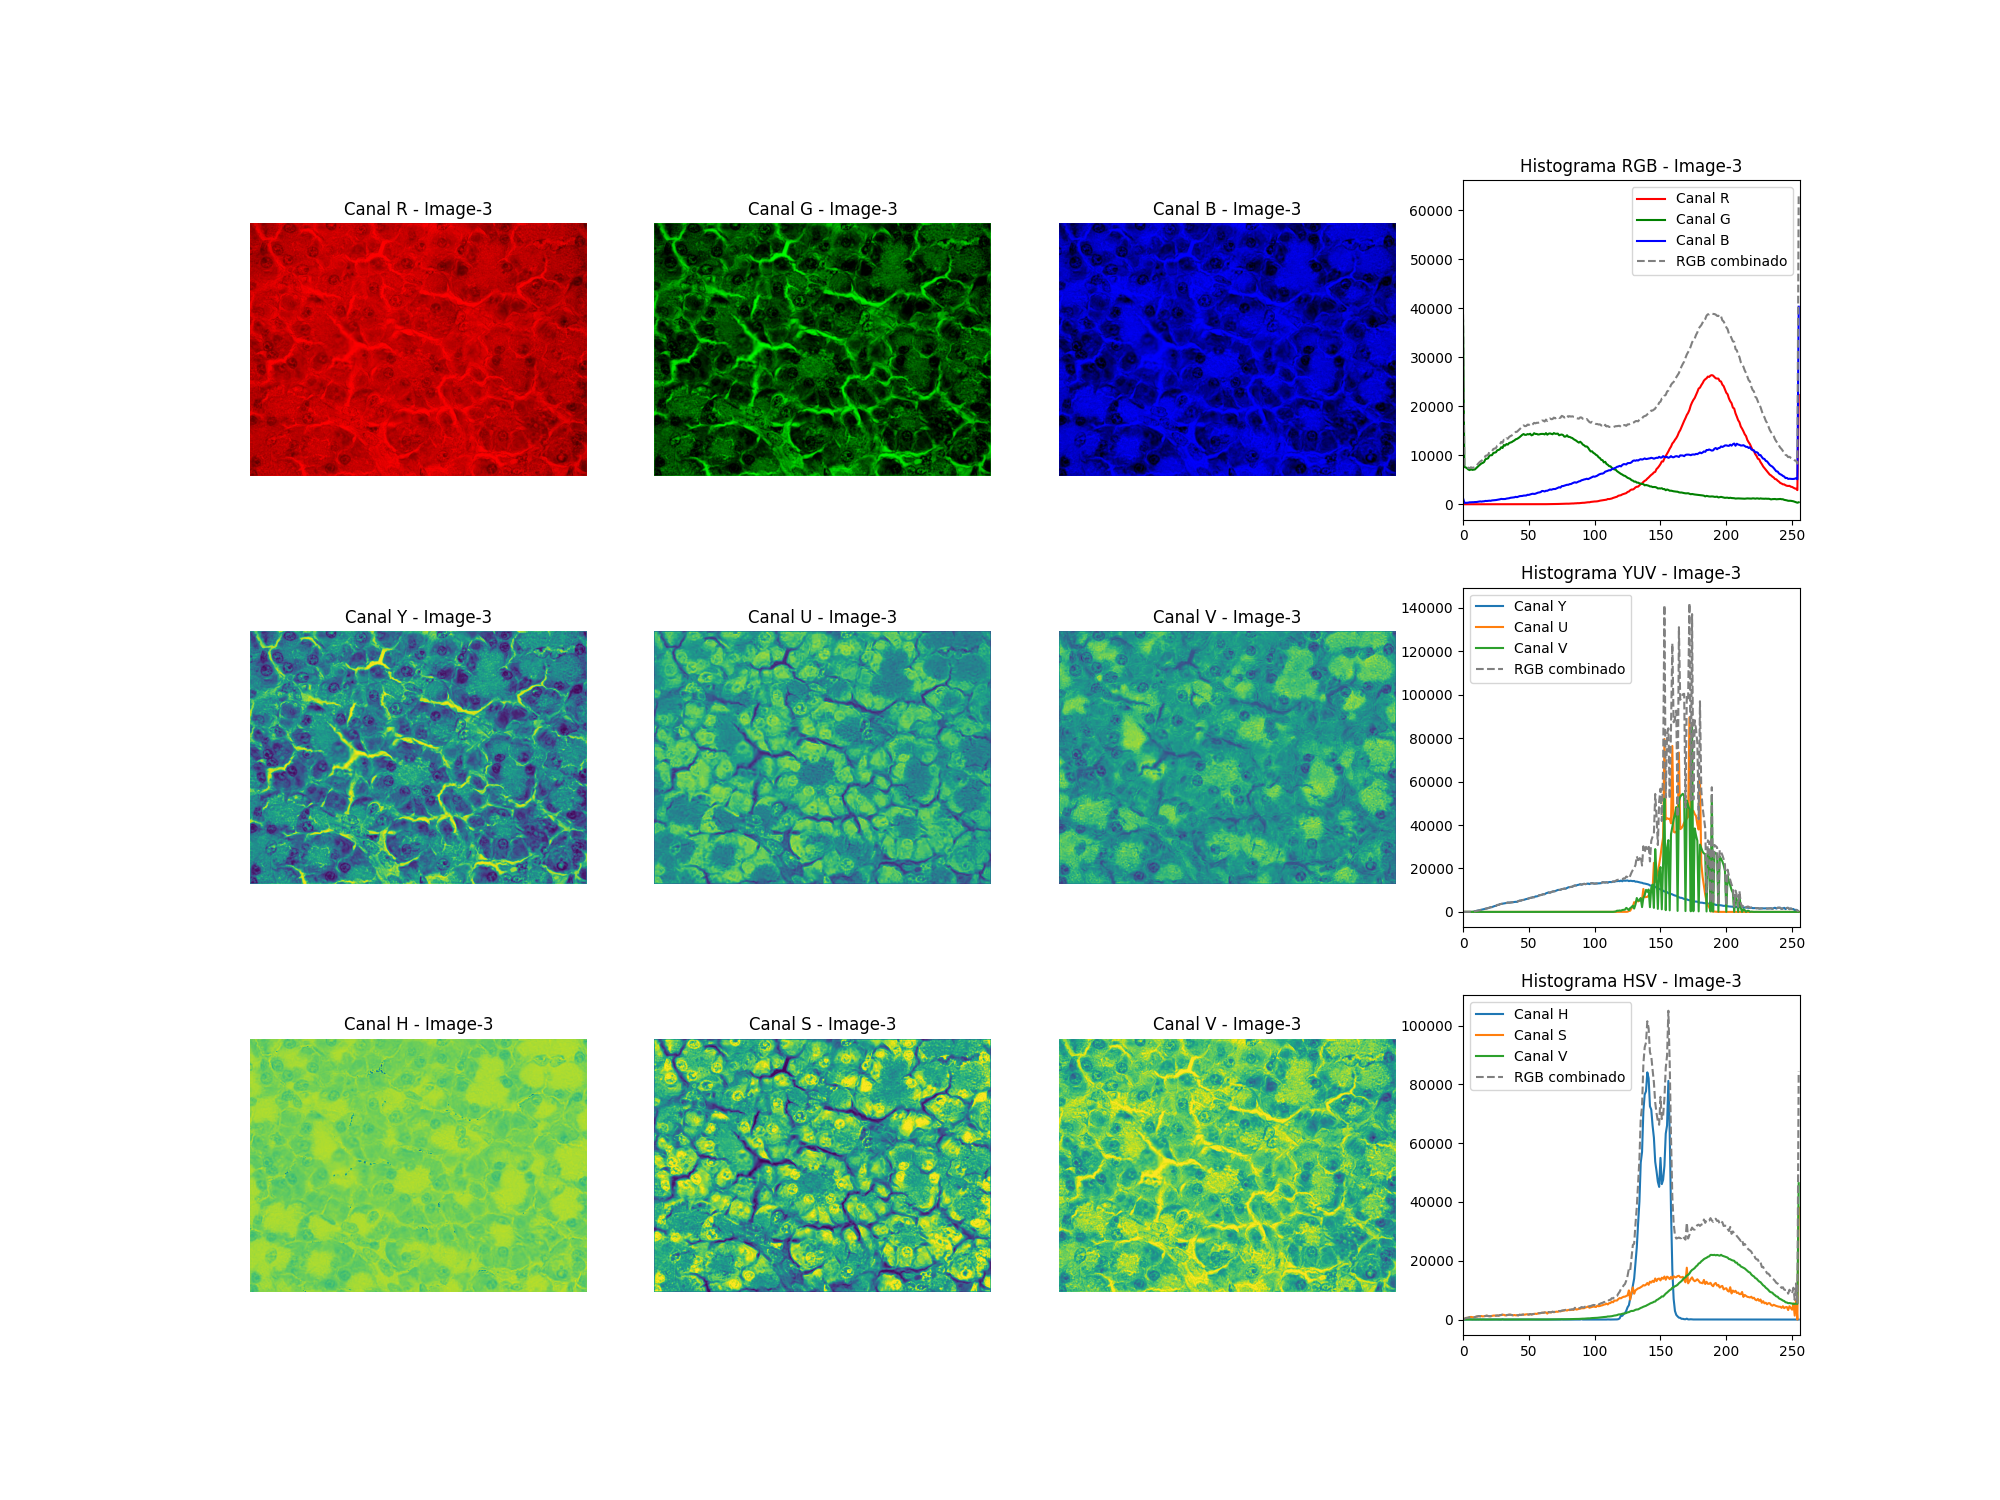 Canal R - Image-3
Canal G - Image-3
Canal B - Image-3
Histograma RGB - Image-3
Canal R
Canal G
Canal B
RGB combinado
60000
50000
40000
30000
20000
10000
0
0 50 100 150 200 250
Canal Y - Image-3
Canal U - Image-3
Canal V - Image-3
Histograma YUV - Image-3
Canal Y
Canal U
Canal V
RGB combinado
140000
120000
100000
80000
60000
40000
20000
0
0 50 100 150 200 250
Canal H - Image-3
Canal S - Image-3
Canal V - Image-3
Histograma HSV - Image-3
Canal H
Canal S
Canal V
RGB combinado
100000
80000
60000
40000
20000
0
0 50 100 150 200 250